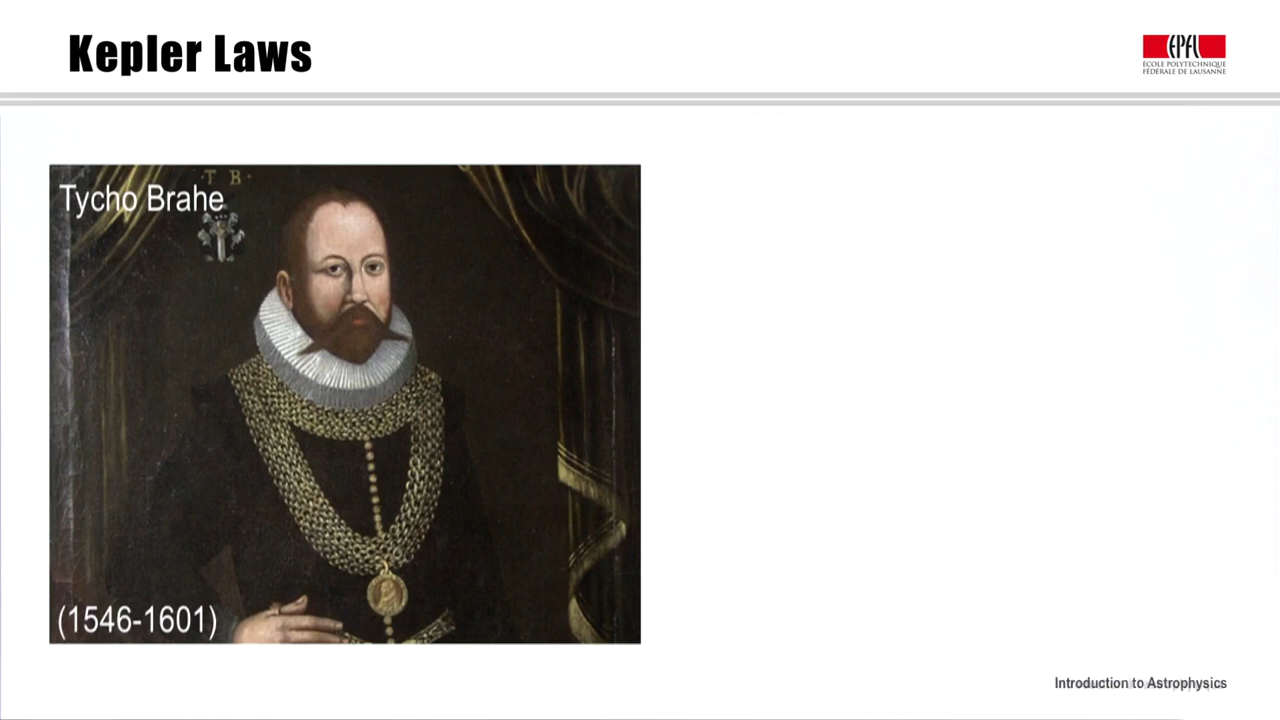 Kepler Laws
EPFL
ÉCOLE POLYTECHNIQUE
FÉDÉRALE DE LAUSANNE
T B
Tycho Brahe
(1546-1601)
Introduction to Astrophysics